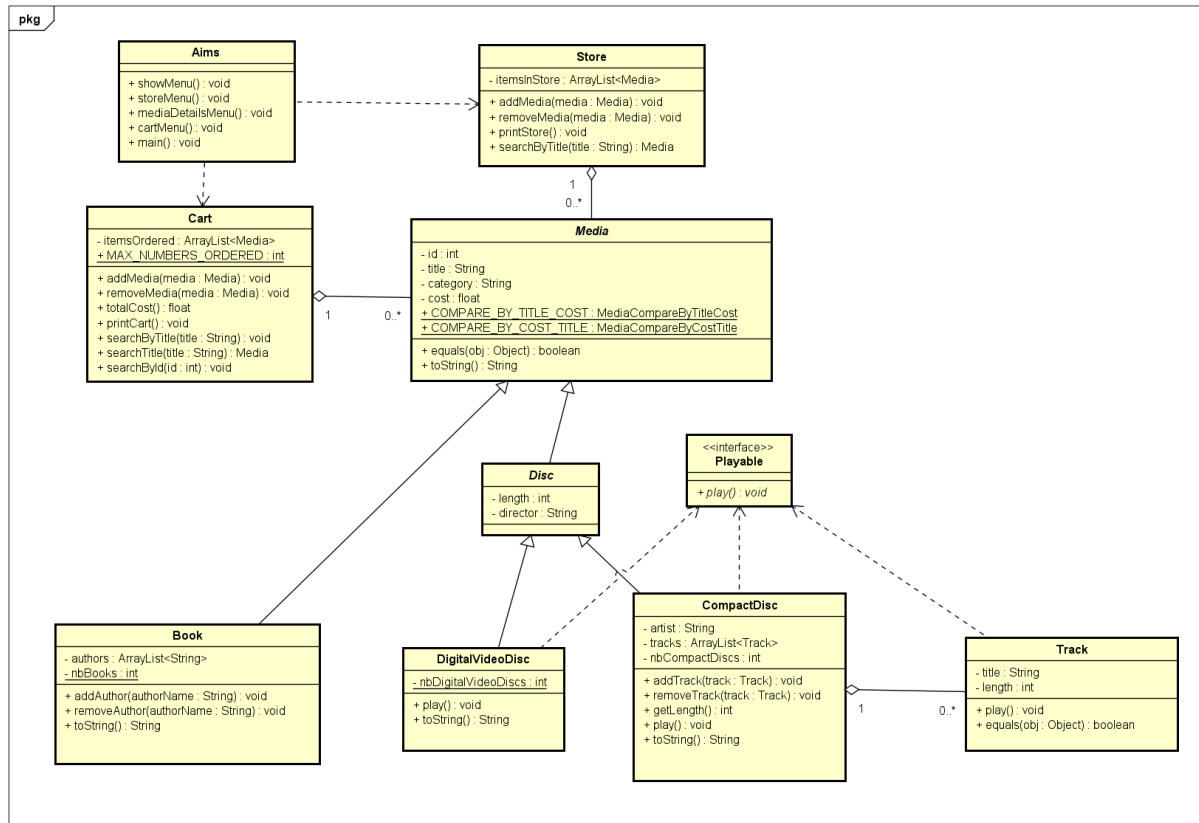 pkg
Aims
+ showMenu() : void
+ storeMenu() : void
+ mediaDetailsMenu() : void
+ cartMenu() : void
+ main() : void
Store
- itemsInStore : ArrayList<Media>
+ addMedia(media : Media) : void
+ removeMedia(media : Media) : void
+ printStore() : void
+ searchByTitle(title : String) : Media
1
0..*
Cart
- itemsOrdered : ArrayList<Media>
+ MAX_NUMBERS_ORDERED : int
+ addMedia(media : Media) : void
+ removeMedia(media : Media) : void
+ totalCost() : float
+ printCart() : void
+ searchByTitle(title : String) : void
+ searchTitle(title : String) : Media
+ searchById(id : int) : void
1
0..*
Media
- id : int
- title : String
- category : String
- cost : float
+ COMPARE_BY_TITLE_COST : MediaCompareByTitleCost
+ COMPARE_BY_COST_TITLE : MediaCompareByCostTitle
+ equals(obj : Object) : boolean
+ toString() : String
Disc
- length : int
- director : String
<<interface>>
Playable
+ play() : void
Book
- authors : ArrayList<String>
- nbBooks : int
+ addAuthor(authorName : String) : void
+ removeAuthor(authorName : String) : void
+ toString() : String
DigitalVideoDisc
- nbDigitalVideoDiscs : int
+ play() : void
+ toString() : String
CompactDisc
- artist : String
- tracks : ArrayList<Track>
- nbCompactDiscs : int
+ addTrack(track : Track) : void
+ removeTrack(track : Track) : void
+ getLength() : int
+ play() : void
+ toString() : String
1
0..*
Track
- title : String
- length : int
+ play() : void
+ equals(obj : Object) : boolean